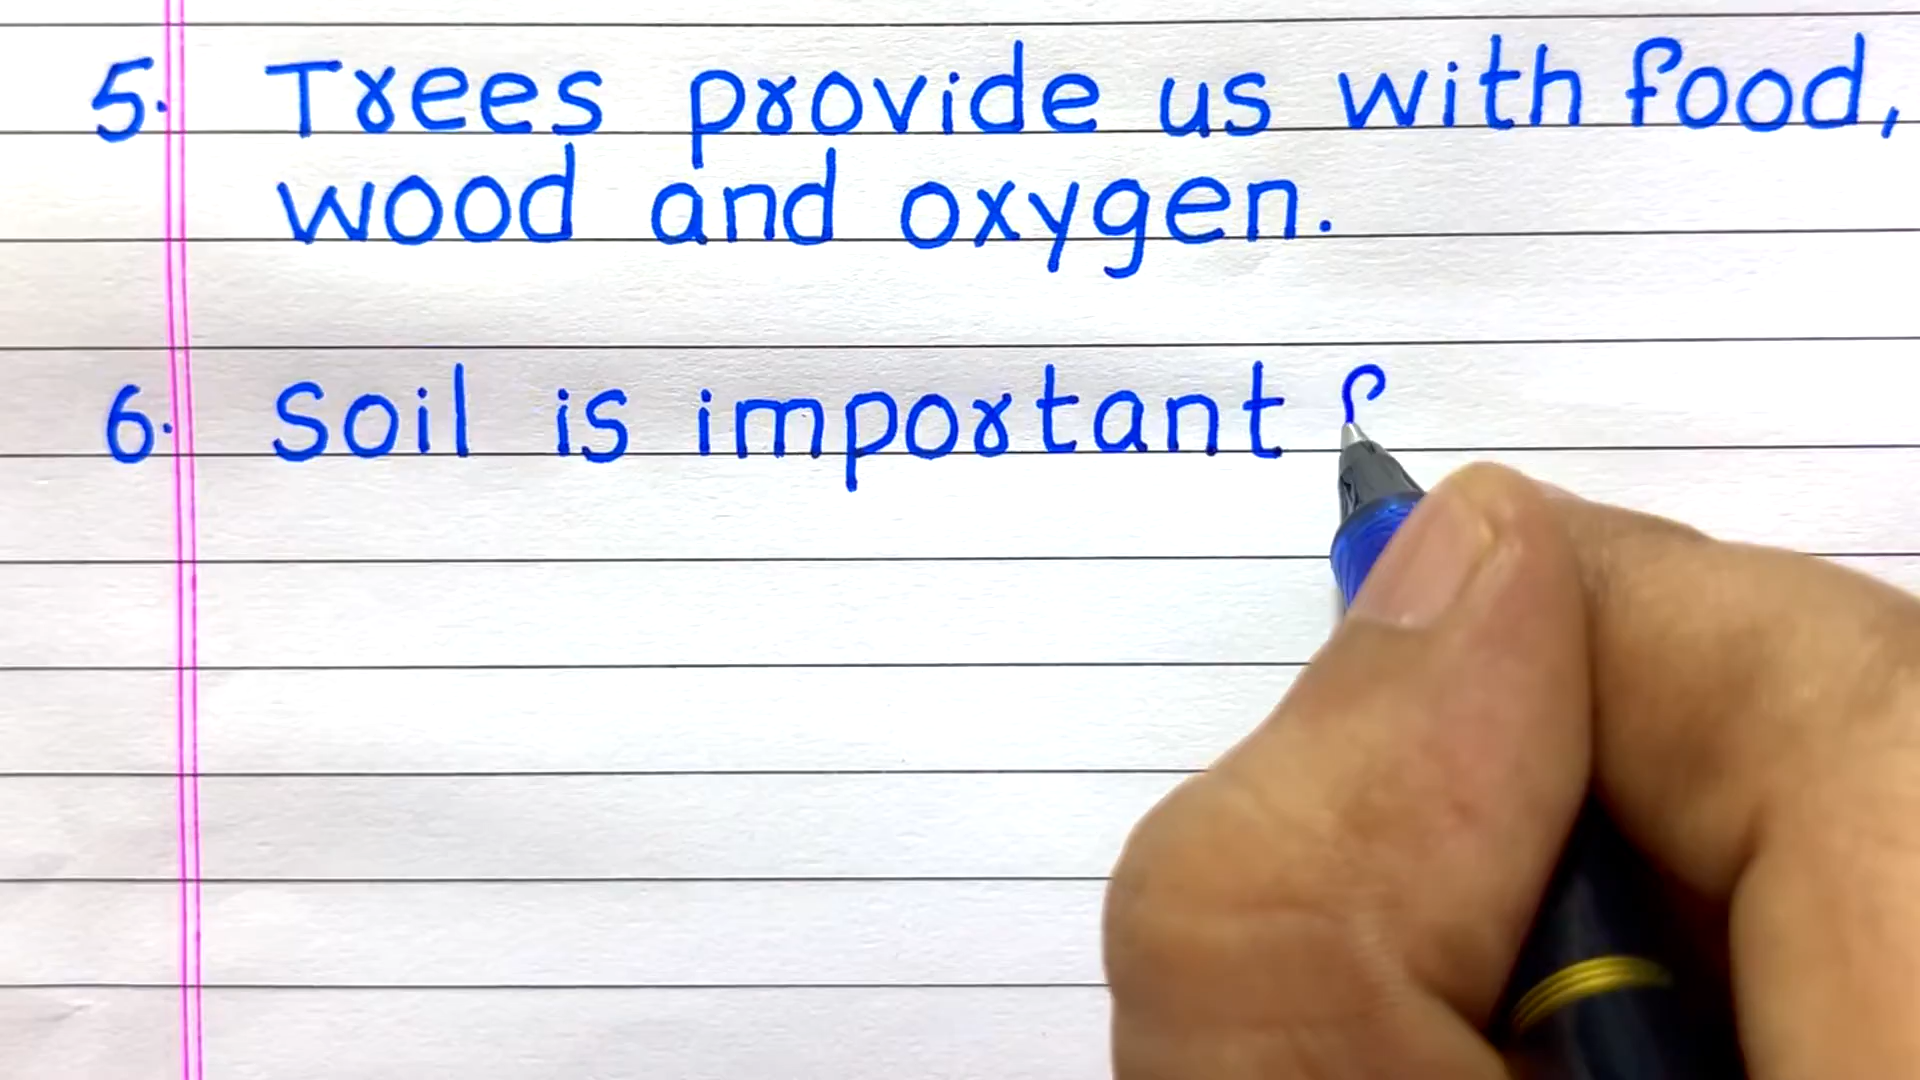 5. Trees provide us with food,
wood and oxygen.
6. Soil is important